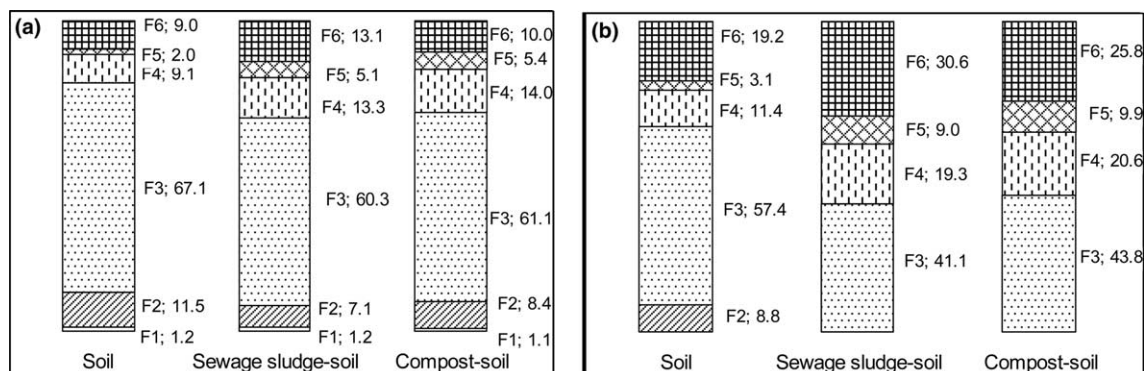 (a)
F6; 9.0
F5; 2.0
F4; 9.1
F3; 67.1
F2; 11.5
F1; 1.2
Soil
F6; 13.1
F5; 5.1
F4; 13.3
F3; 60.3
F2; 7.1
F1; 1.2
Sewage sludge-soil
F6; 10.0
F5; 5.4
F4; 14.0
F3; 61.1
F2; 8.4
F1; 1.1
Compost-soil
(b)
F6; 19.2
F5; 3.1
F4; 11.4
F3; 57.4
F2; 8.8
Soil
F6; 30.6
F5; 9.0
F4; 19.3
F3; 41.1
Sewage sludge-soil
F6; 25.8
F5; 9.9
F4; 20.6
F3; 43.8
Compost-soil